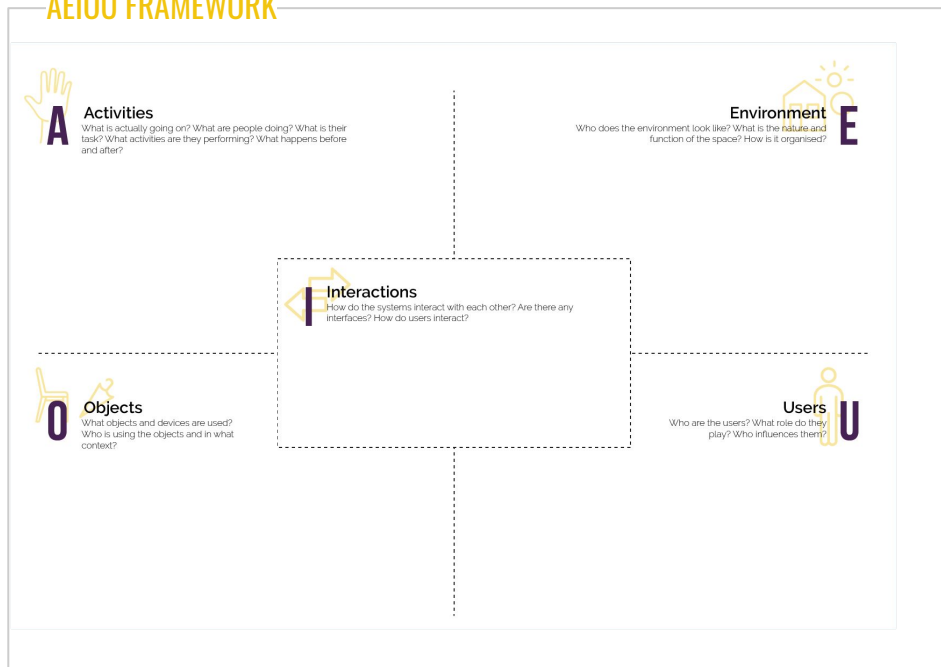 AEIOU FRAMEWORK
A
Activities
What is actually going on? What are people doing? What is their
task? What activities are they performing? What happens before
and after?
Environment
Who does the environment look like? What is the nature and
function of the space? How is it organised?
E
I
Interactions
How do the systems interact with each other? Are there any
interfaces? How do users interact?
O
Objects
What objects and devices are used?
Who is using the objects and in what
context?
Users
Who are the users? What role do they
play? Who influences them?
U